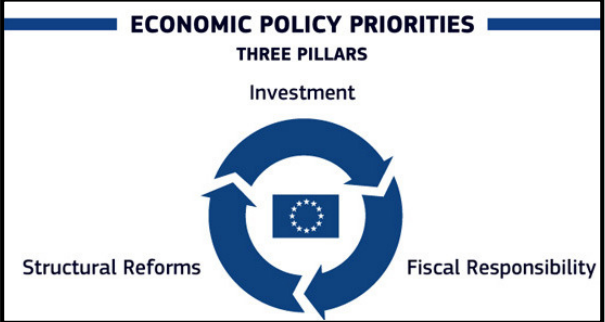 ECONOMIC POLICY PRIORITIES
THREE PILLARS
Investment
Structural Reforms
Fiscal Responsibility